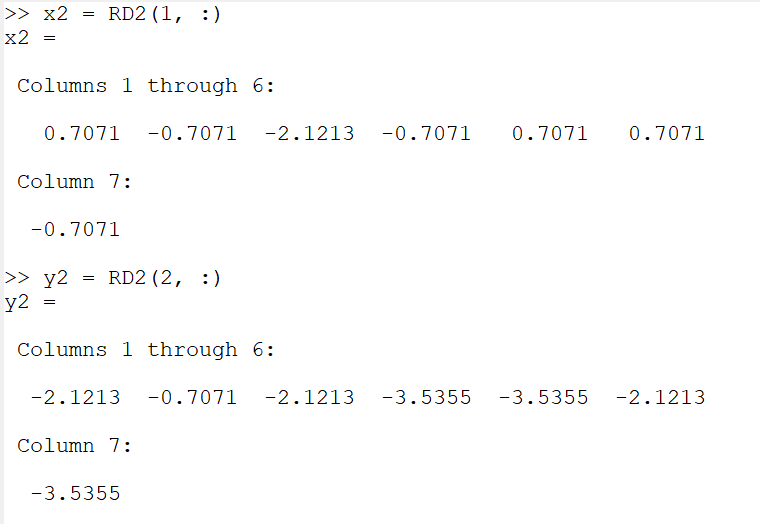 >> x2 = RD2(1, :)
x2 =
Columns 1 through 6:
0.7071 -0.7071 -2.1213 -0.7071 0.7071 0.7071
Column 7:
-0.7071
>> y2 = RD2(2, :)
y2 =
Columns 1 through 6:
-2.1213 -0.7071 -2.1213 -3.5355 -3.5355 -2.1213
Column 7:
-3.5355